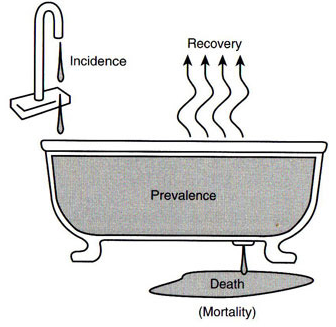 Recovery
Incidence
Prevalence
Death
(Mortality)